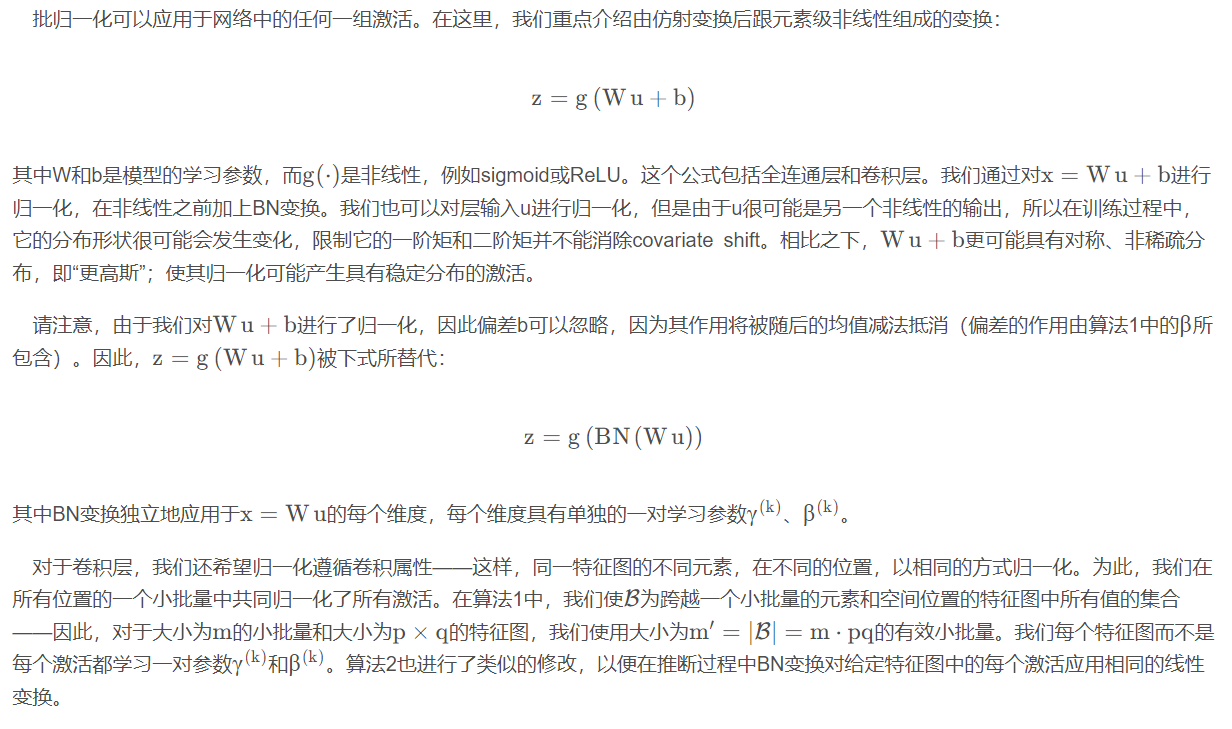 批归一化可以应用于网络中的任何一组激活。在这里，我们重点介绍由仿射变换后跟元素级非线性组成的变换：
z = g (W u + b)
其中W和b是模型的学习参数，而g(·)是非线性，例如sigmoid或ReLU。这个公式包括全连通层和卷积层。我们通过对x = W u + b进行
归一化，在非线性之前加上BN变换。我们也可以对层输入u进行归一化，但是由于u很可能是另一个非线性的输出，所以在训练过程中，
它的分布形状很可能会发生变化，限制它的一阶矩和二阶矩并不能消除covariate shift。相比之下，W u + b更可能具有对称、非稀疏分
布，即“更高斯”；使其归一化可能产生具有稳定分布的激活。
请注意，由于我们对W u + b进行了归一化，因此偏差b可以忽略，因为其作用将被随后的均值减法抵消（偏差的作用由算法1中的β所
包含）。因此，z = g (W u + b)被下式所替代：
z = g (BN (W u))
其中BN变换独立地应用于x = W u的每个维度，每个维度具有单独的一对学习参数γ⁽ᵏ⁾、β⁽ᵏ⁾。
对于卷积层，我们还希望归一化遵循卷积属性——这样，同一特征图的不同元素，在不同的位置，以相同的方式归一化。为此，我们在
所有位置的一个小批量中共同归一化了所有激活。在算法1中，我们使𝓑为跨越一个小批量的元素和空间位置的特征图中所有值的集合
——因此，对于大小为m的小批量和大小为p × q的特征图，我们使用大小为m′ = |𝓑| = m · pq的有效小批量。我们每个特征图而不是
每个激活都学习一对参数γ⁽ᵏ⁾和β⁽ᵏ⁾。算法2也进行了类似的修改，以便在推断过程中BN变换对给定特征图中的每个激活应用相同的线性
变换。